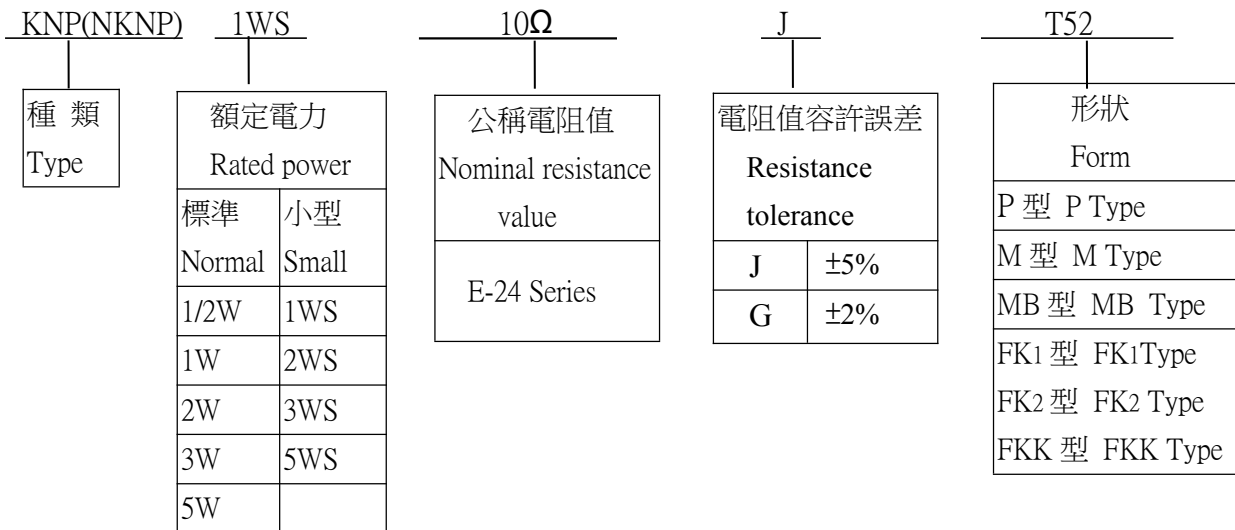 KNP(NKNP) 1WS 10Ω J T52
種 類
Type
額定電力
Rated power
標準 小型
Normal Small
1/2W 1WS
1W 2WS
2W 3WS
3W 5WS
5W
公稱電阻值
Nominal resistance
value
E-24 Series
電阻值容許誤差
Resistance
tolerance
J ±5%
G ±2%
形狀
Form
P 型 P Type
M 型 M Type
MB 型 MB Type
FK1 型 FK1Type
FK2 型 FK2 Type
FKK 型 FKK Type